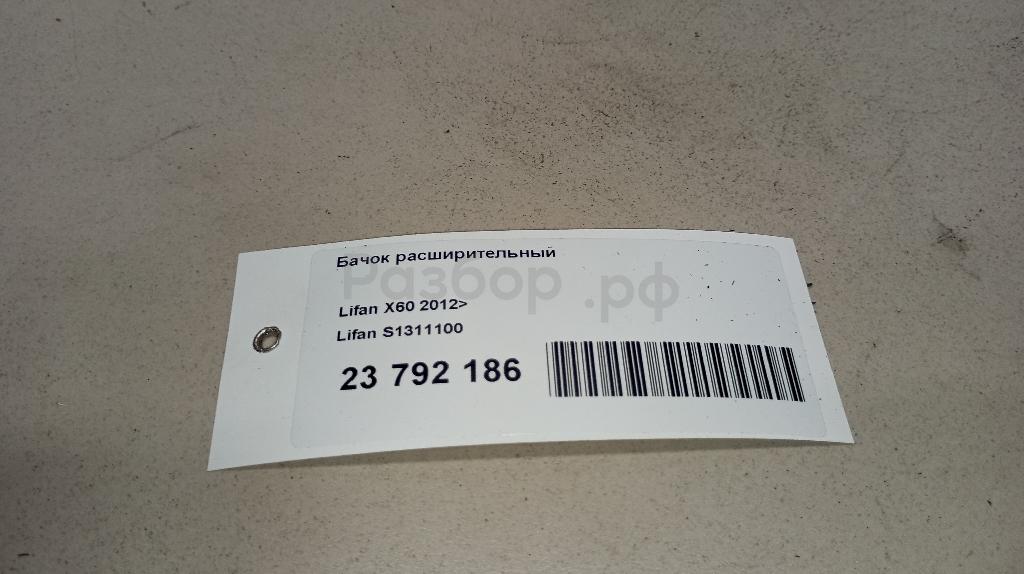 Бачок расширительный
Разбор.рф
Lifan X60 2012>
Lifan S1311100
23 792 186